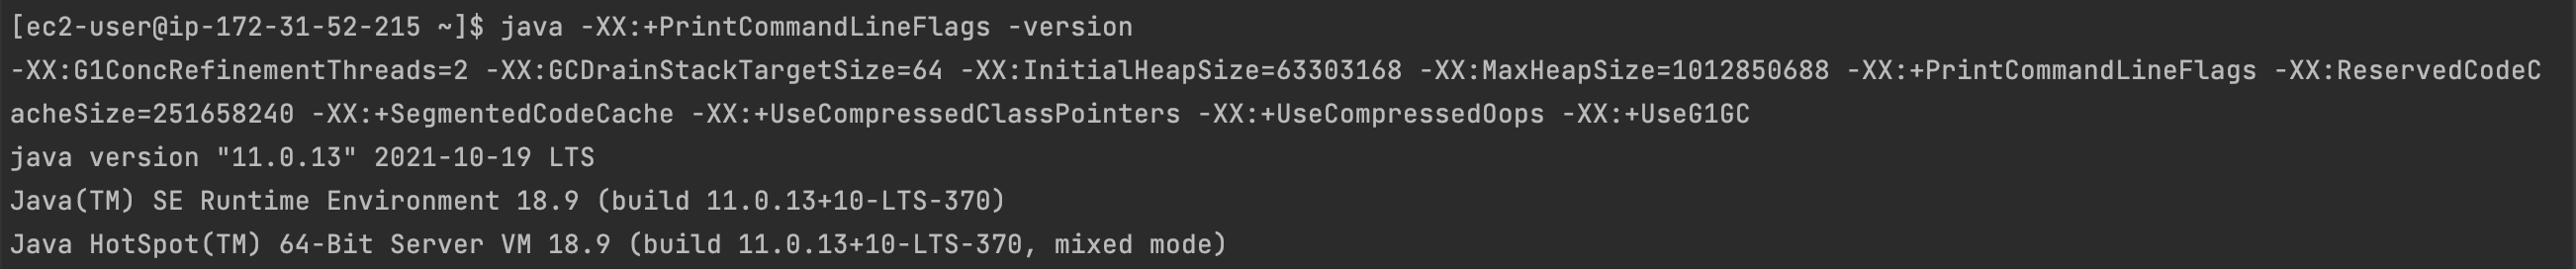 [ec2-user@ip-172-31-52-215 ~]$ java -XX:+PrintCommandLineFlags -version
-XX:G1ConcRefinementThreads=2 -XX:GCDrainStackTargetSize=64 -XX:InitialHeapSize=63303168 -XX:MaxHeapSize=1012850688 -XX:+PrintCommandLineFlags -XX:ReservedCodeC
acheSize=251658240 -XX:+SegmentedCodeCache -XX:+UseCompressedClassPointers -XX:+UseCompressedOops -XX:+UseG1GC
java version "11.0.13" 2021-10-19 LTS
Java(TM) SE Runtime Environment 18.9 (build 11.0.13+10-LTS-370)
Java HotSpot(TM) 64-Bit Server VM 18.9 (build 11.0.13+10-LTS-370, mixed mode)